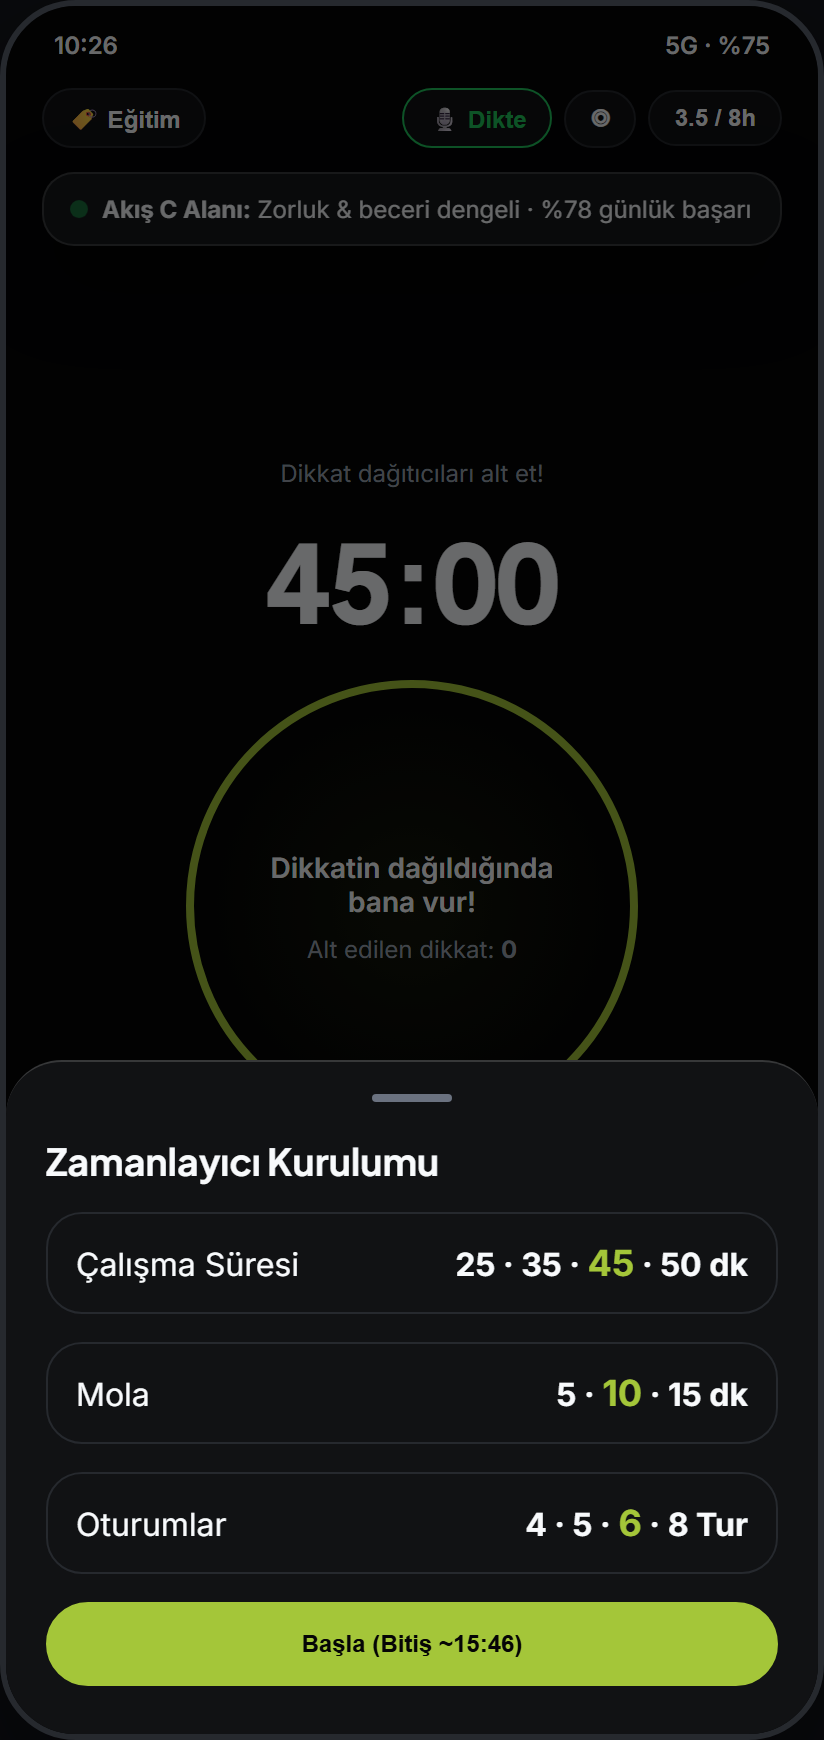 10:26 5G · %75
Eğitim Dikte 3.5 / 8h
Akış C Alanı: Zorluk & beceri dengeli · %78 günlük başarı
Dikkat dağıtıcıları alt et!
45:00
Dikkatin dağıldığında
bana vur!
Alt edilen dikkat: 0
Zamanlayıcı Kurulumu
Çalışma Süresi 25 · 35 · 45 · 50 dk
Mola 5 · 10 · 15 dk
Oturumlar 4 · 5 · 6 · 8 Tur
Başla (Bitiş ~15:46)